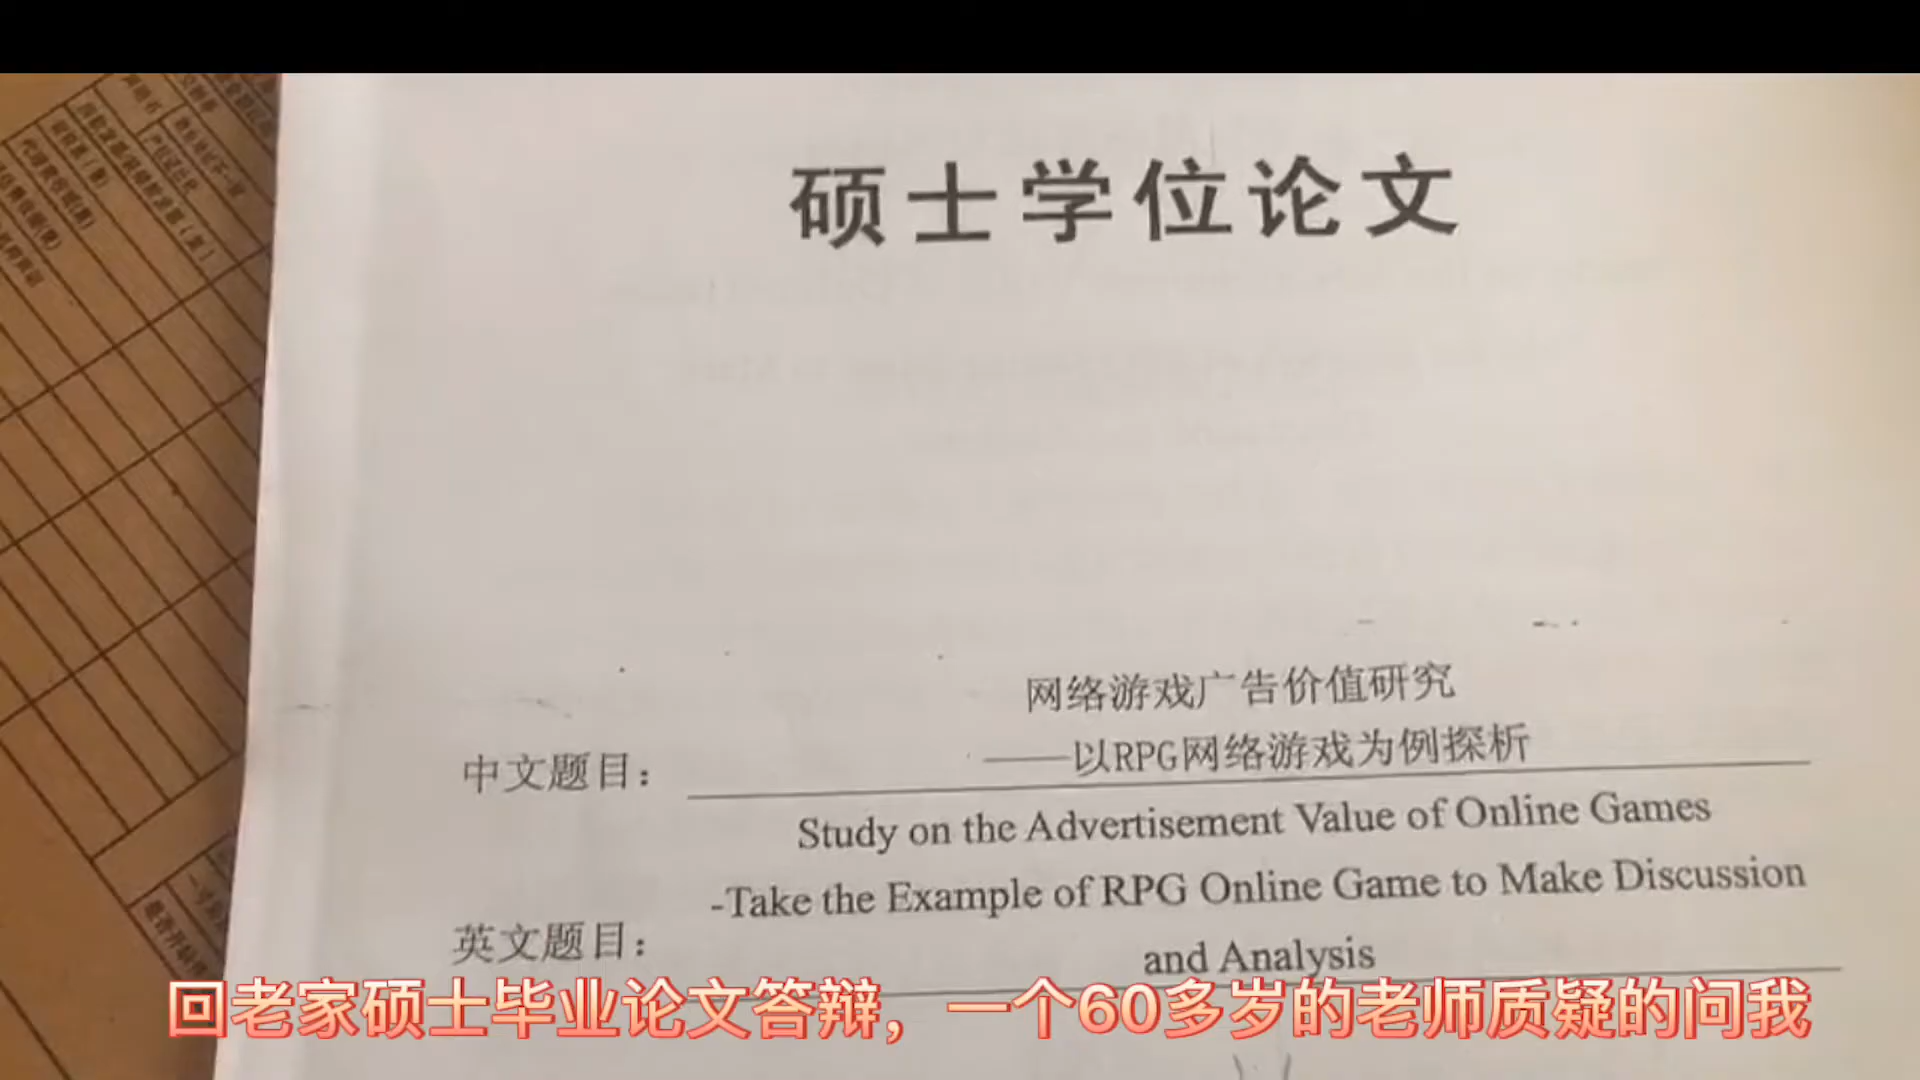 硕士学位论文
网络游戏广告价值研究
——以RPG网络游戏为例探析
中文题目：
Study on the Advertisement Value of Online Games
-Take the Example of RPG Online Game to Make Discussion
and Analysis
英文题目：
回老家硕士毕业论文答辩，一个60多岁的老师质疑的问我